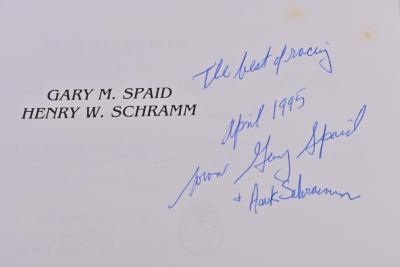 GARY M. SPAID
HENRY W. SCHRAMM
The best of racing
April 1995
from Gary Spaid
+ Hank Schramm